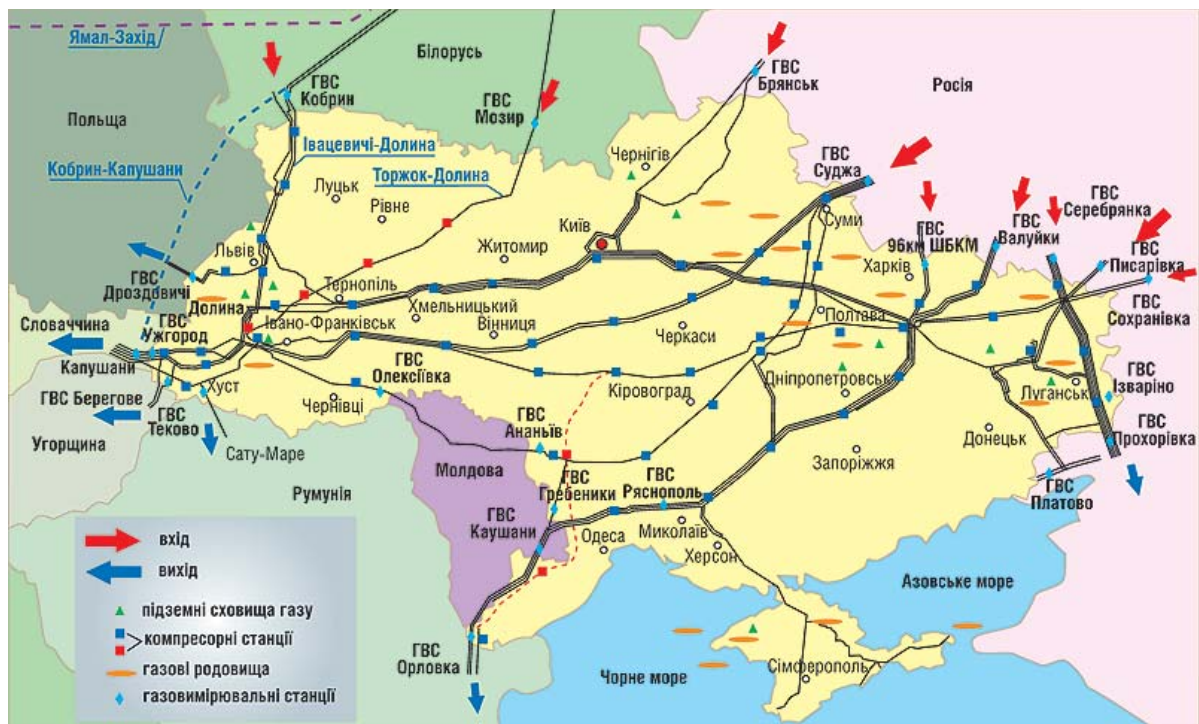 Ямал-Захід
Білорусь
ГВС
Брянськ
Росія
ГВС
Кобрин
ГВС
Мозир
Польща
Івацевичі-Долина
Чернігів
ГВС
Суджа
Кобрин-Капушани
Луцьк
Торжок-Долина
Рівне
Київ
Суми
ГВС
96км ШБКМ
ГВС
Валуйки
ГВС
Серебрянка
ГВС
Писарівка
Львів
Житомир
Харків
ГВС
Дроздовичі
Долина
Тернопіль
Хмельницький
ГВС
Сохранівка
Словаччина
ГВС
Ужгород
Івано-Франківськ
Вінниця
Черкаси
Полтава
Капушани
Хуст
ГВС
Олексіївка
Кіровоград
Дніпропетровськ
Луганськ
ГВС
Ізваріно
ГВС Берегове
ГВС
Теково
Чернівці
ГВС
Ананьїв
Донецьк
ГВС
Прохорівка
Угорщина
Сату-Маре
Молдова
Запоріжжя
Румунія
ГВС
Гребеники
ГВС
Ряснополь
ГВС
Платово
ГВС
Каушани
Одеса
Миколаїв
Херсон
Азовське море
ГВС
Орловка
Чорне море
Сімферополь
вхід
вихід
підземні сховища газу
компресорні станції
газові родовища
газовимірювальні станції